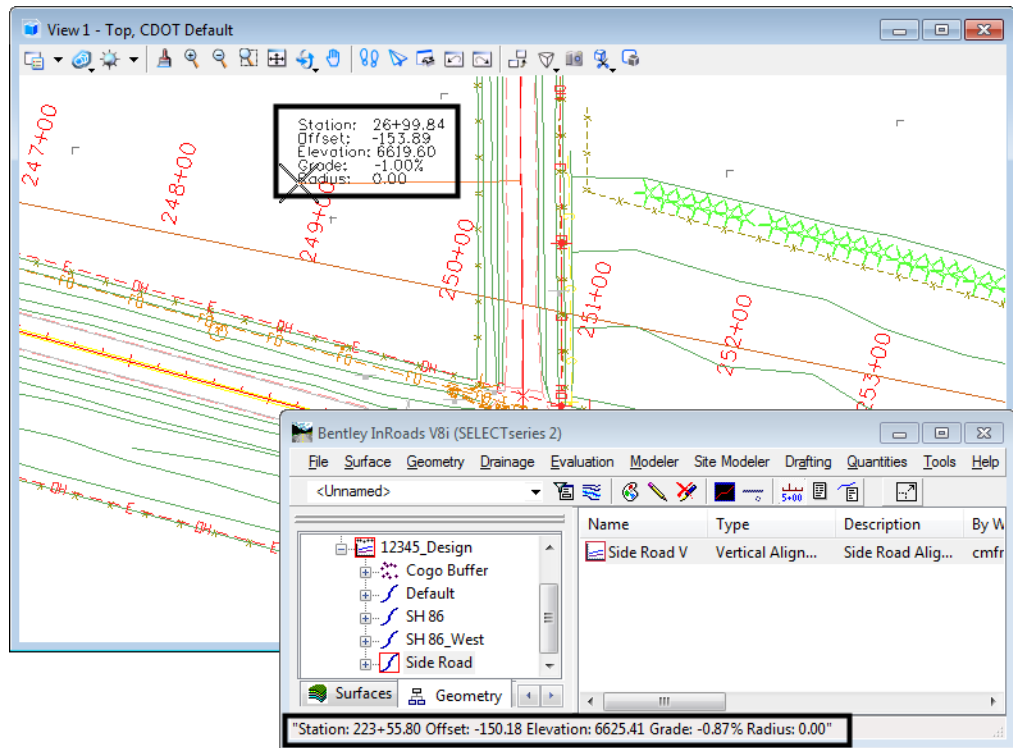 View 1 - Top, CDOT Default
Station: 26+99.84
Offset: -153.89
Elevation: 6619.60
Grade: -1.00%
Radius: 0.00
247+00
248+00
249+00
250+00
251+00
252+00
253+00
E
OH
E
OH
E
OH
E
OH
E
OH
Bentley InRoads V8i (SELECTseries 2)
File Surface Geometry Drainage Evaluation Modeler Site Modeler Drafting Quantities Tools Help
<Unnamed>
5+00
Name Type Description By W
Side Road V Vertical Align... Side Road Alig... cmfr
12345_Design
Cogo Buffer
Default
SH 86
SH 86_West
Side Road
Surfaces Geometry
"Station: 223+55.80 Offset: -150.18 Elevation: 6625.41 Grade: -0.87% Radius: 0.00"